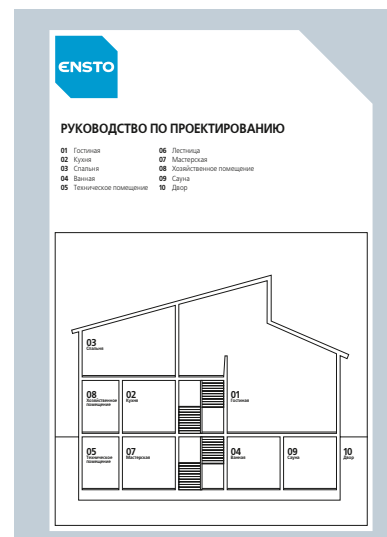 ENSTO
РУКОВОДСТВО ПО ПРОЕКТИРОВАНИЮ
01 Гостиная
02 Кухня
03 Спальня
04 Ванная
05 Техническое помещение
06 Лестница
07 Мастерская
08 Хозяйственное помещение
09 Сауна
10 Двор
03
Спальня
08
Хозяйственное
помещение
02
Кухня
01
Гостиная
05
Техническое
помещение
07
Мастерская
04
Ванная
09
Сауна
10
Двор